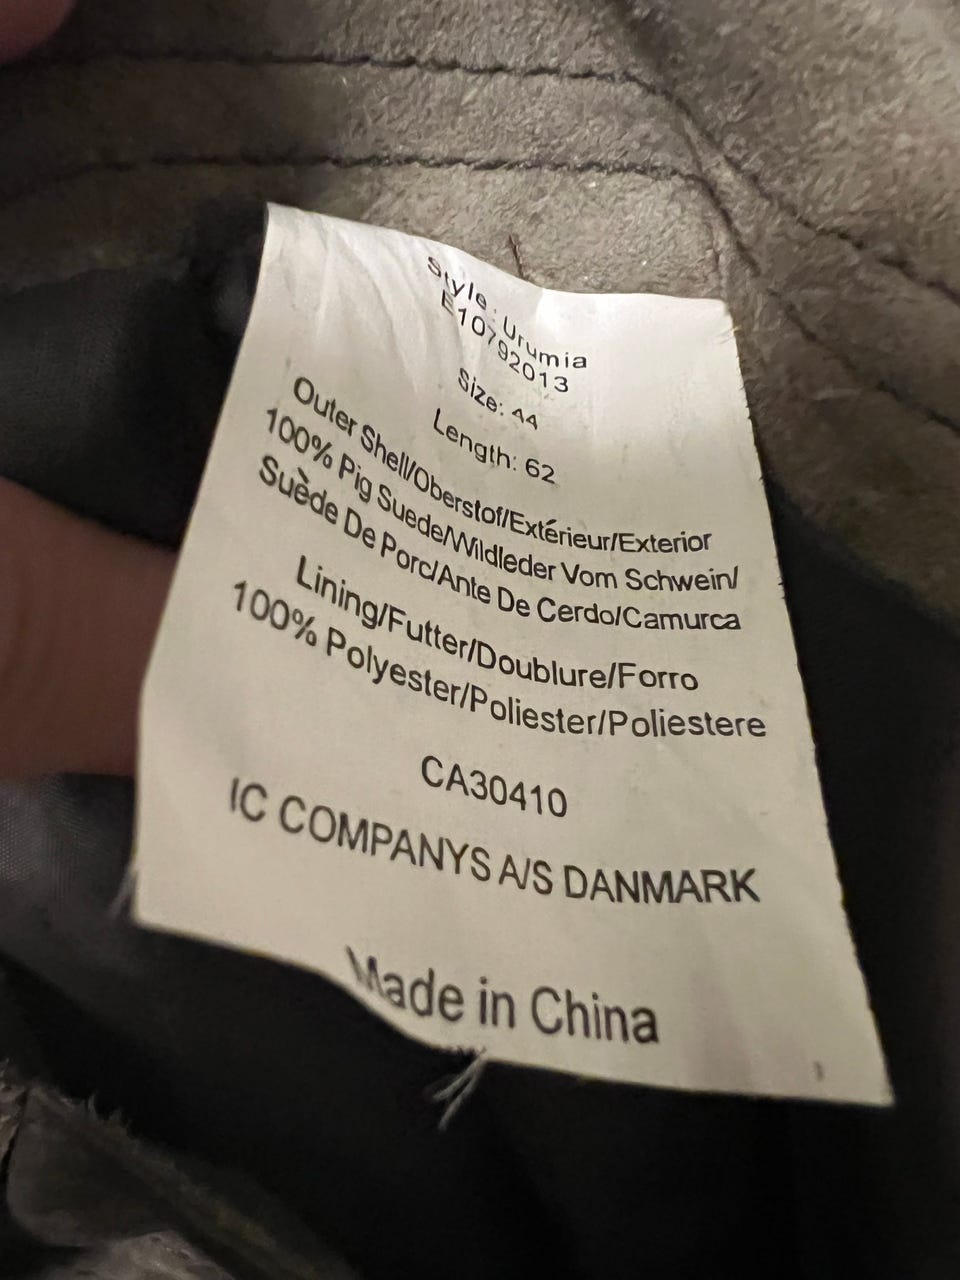 Style: Urumia
E10792013
Size: 44
Length: 62
Outer Shell/Oberstof/Extérieur/Exterior
100% Pig Suede/Wildleder Vom Schwein/
Suède De Porc/Ante De Cerdo/Camurca
Lining/Futter/Doublure/Forro
100% Polyester/Poliester/Poliestere
CA30410
IC COMPANYS A/S DANMARK
Made in China